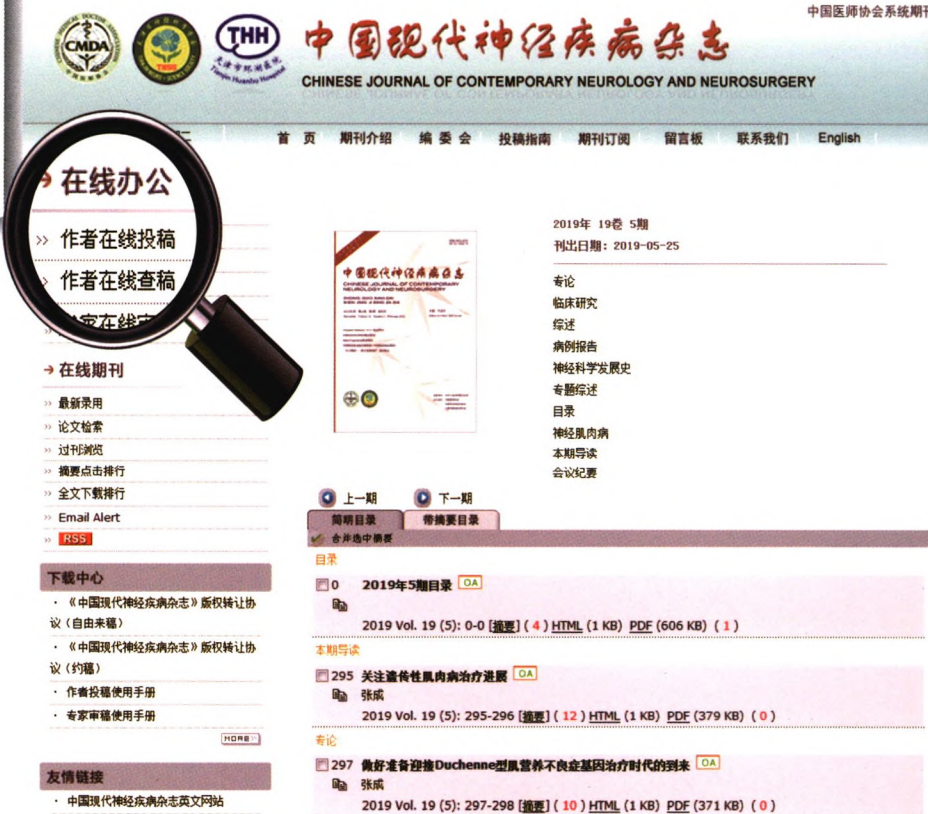 中国医师协会系统期刊
CMDA
THH
中国现代神经疾病杂志
CHINESE JOURNAL OF CONTEMPORARY NEUROLOGY AND NEUROSURGERY
首 页 期刊介绍 编 委 会 投稿指南 期刊订阅 留言板 联系我们 English
→ 在线办公
» 作者在线投稿
» 作者在线查稿
→ 在线期刊
» 最新录用
» 论文检索
» 过刊浏览
» 摘要点击排行
» 全文下载排行
» Email Alert
» RSS
下载中心
· 《中国现代神经疾病杂志》版权转让协
议（自由来稿）
· 《中国现代神经疾病杂志》版权转让协
议（约稿）
· 作者投稿使用手册
· 专家审稿使用手册
MORE»
友情链接
· 中国现代神经疾病杂志英文网站
中国现代神经疾病杂志
CHINESE JOURNAL OF CONTEMPORARY
NEUROLOGY AND NEUROSURGERY
2019年 19卷 5期
刊出日期：2019-05-25
专论
临床研究
综述
病例报告
神经科学发展史
专题综述
目录
神经肌肉病
本期导读
会议纪要
上一期 下一期
简明目录 带摘要目录
合并选中摘要
目录
0 2019年5期目录 OA
2019 Vol. 19 (5): 0-0 [摘要] ( 4 ) HTML (1 KB) PDF (606 KB) ( 1 )
本期导读
295 关注遗传性肌肉病治疗进展 OA
张成
2019 Vol. 19 (5): 295-296 [摘要] ( 12 ) HTML (1 KB) PDF (379 KB) ( 0 )
专论
297 做好准备迎接Duchenne型肌营养不良症基因治疗时代的到来 OA
张成
2019 Vol. 19 (5): 297-298 [摘要] ( 10 ) HTML (1 KB) PDF (371 KB) ( 0 )